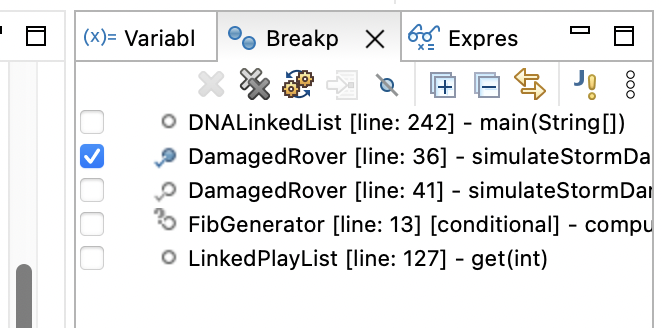 (x)= Variabl Breakp Expres
DNALinkedList [line: 242] - main(String[])
DamagedRover [line: 36] - simulateStormDa
DamagedRover [line: 41] - simulateStormDar
FibGenerator [line: 13] [conditional] - compu
LinkedPlayList [line: 127] - get(int)